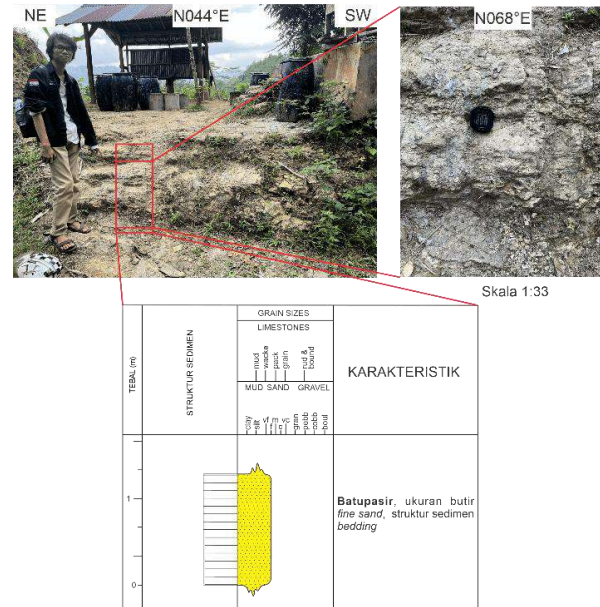 NE
N044°E
SW
N068°E
Skala 1:33
TEBAL (m)
STRUKTUR SEDIMEN
GRAIN SIZES
LIMESTONES
mud
wacke
pack
grain
rud &
bound
MUD SAND GRAVEL
clay
silt
vf
f
m
c
vc
gran
pebb
cobb
boul
KARAKTERISTIK
1
0
Batupasir, ukuran butir
fine sand, struktur sedimen
bedding